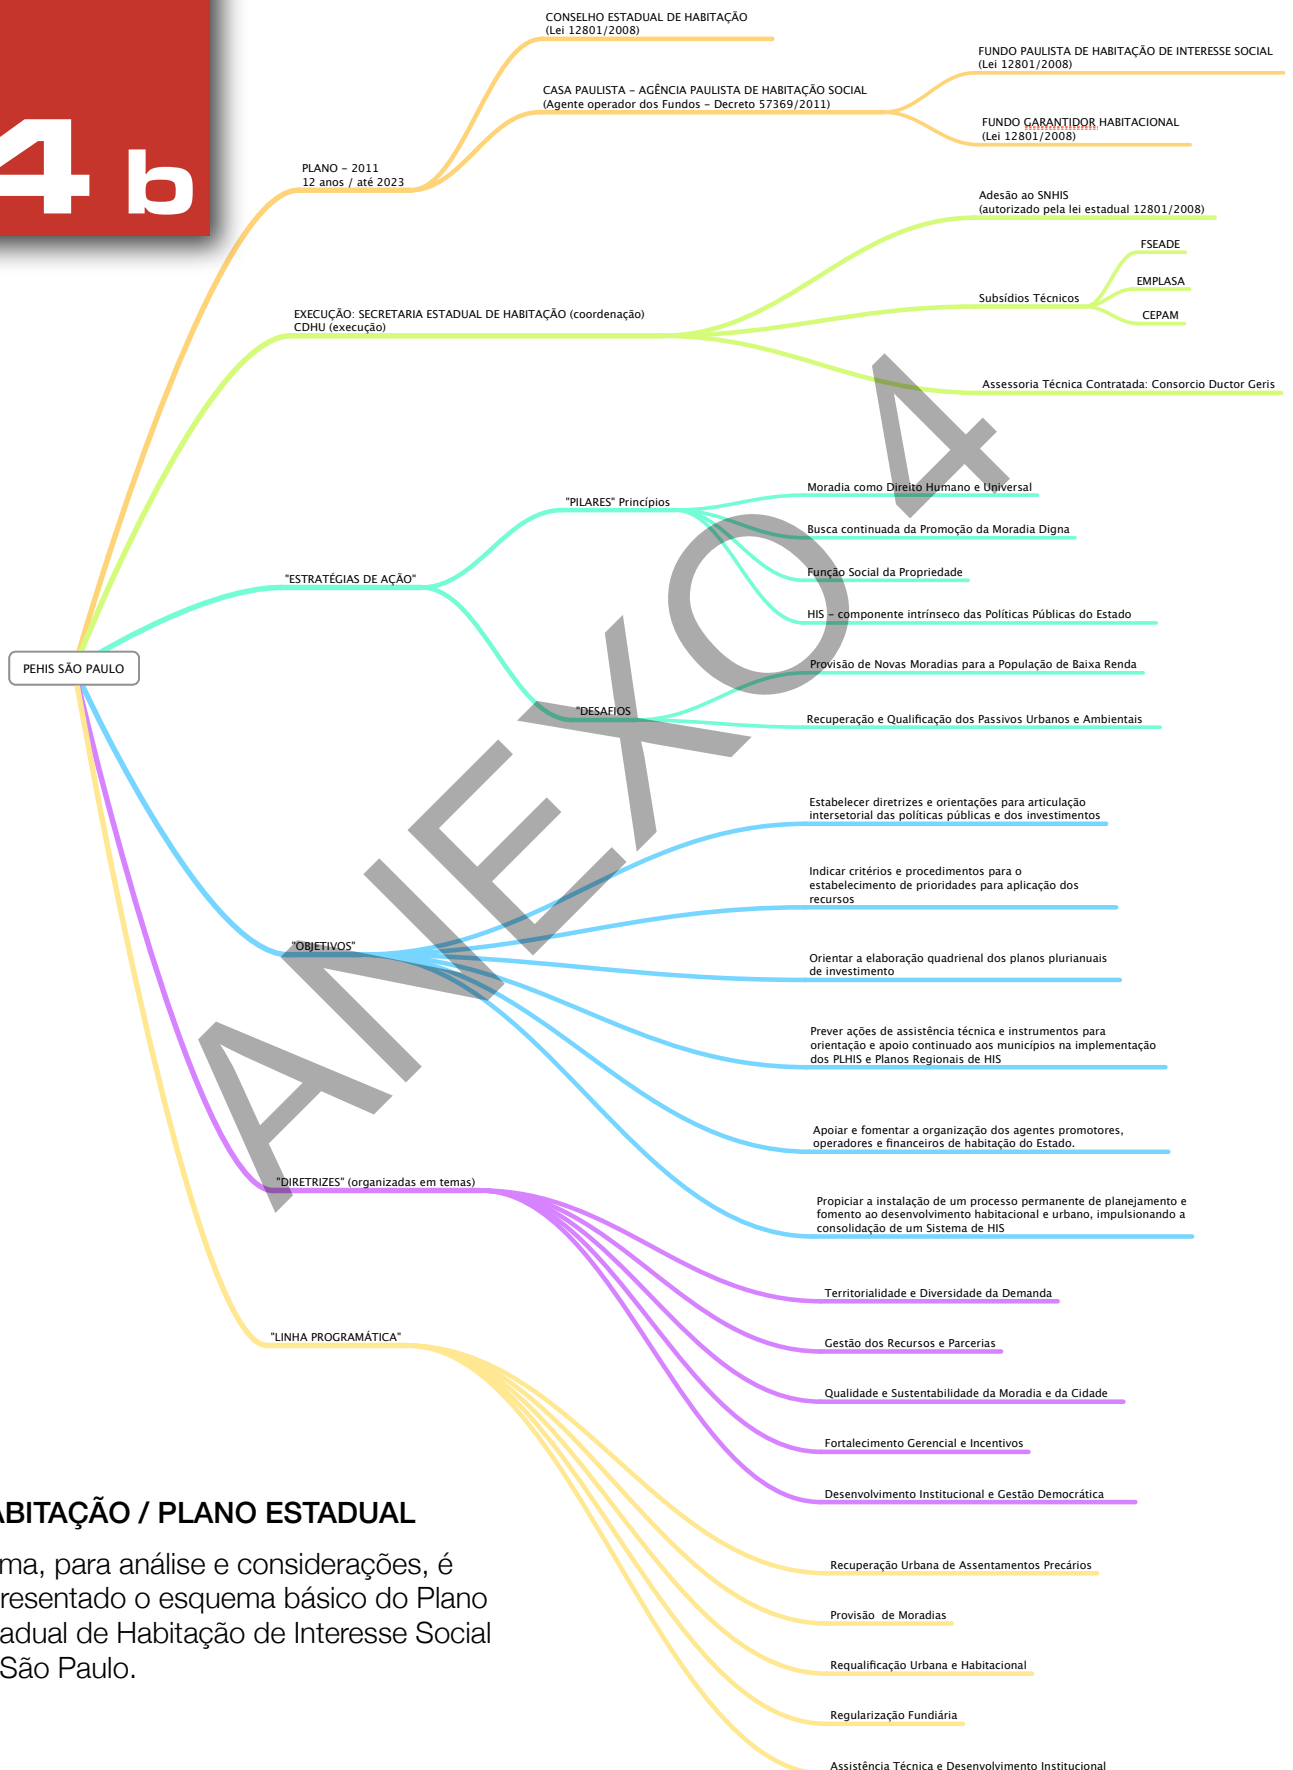 4 b
CONSELHO ESTADUAL DE HABITAÇÃO
(Lei 12801/2008)
CASA PAULISTA – AGÊNCIA PAULISTA DE HABITAÇÃO SOCIAL
(Agente operador dos Fundos – Decreto 57369/2011)
FUNDO PAULISTA DE HABITAÇÃO DE INTERESSE SOCIAL
(Lei 12801/2008)
FUNDO GARANTIDOR HABITACIONAL
(Lei 12801/2008)
PLANO – 2011
12 anos / até 2023
Adesão ao SNHIS
(autorizado pela lei estadual 12801/2008)
FSEADE
EMPLASA
CEPAM
Subsídios Técnicos
EXECUÇÃO: SECRETARIA ESTADUAL DE HABITAÇÃO (coordenação)
CDHU (execução)
Assessoria Técnica Contratada: Consorcio Ductor Geris
"PILARES" Princípios
Moradia como Direito Humano e Universal
Busca continuada da Promoção da Moradia Digna
Função Social da Propriedade
HIS – componente intrínseco das Políticas Públicas do Estado
"ESTRATÉGIAS DE AÇÃO"
PEHIS SÃO PAULO
"DESAFIOS
Provisão de Novas Moradias para a População de Baixa Renda
Recuperação e Qualificação dos Passivos Urbanos e Ambientais
Estabelecer diretrizes e orientações para articulação
intersetorial das políticas públicas e dos investimentos
Indicar critérios e procedimentos para o
estabelecimento de prioridades para aplicação dos
recursos
"OBJETIVOS"
Orientar a elaboração quadrienal dos planos plurianuais
de investimento
Prever ações de assistência técnica e instrumentos para
orientação e apoio continuado aos municípios na implementação
dos PLHIS e Planos Regionais de HIS
Apoiar e fomentar a organização dos agentes promotores,
operadores e financeiros de habitação do Estado.
Propiciar a instalação de um processo permanente de planejamento e
fomento ao desenvolvimento habitacional e urbano, impulsionando a
consolidação de um Sistema de HIS
"DIRETRIZES" (organizadas em temas)
Territorialidade e Diversidade da Demanda
Gestão dos Recursos e Parcerias
Qualidade e Sustentabilidade da Moradia e da Cidade
Fortalecimento Gerencial e Incentivos
Desenvolvimento Institucional e Gestão Democrática
"LINHA PROGRAMÁTICA"
Recuperação Urbana de Assentamentos Precários
Provisão  de Moradias
Requalificação Urbana e Habitacional
Regularização Fundiária
Assistência Técnica e Desenvolvimento Institucional
ANEXO 4
ABITAÇÃO / PLANO ESTADUAL
ma, para análise e considerações, é
resentado o esquema básico do Plano
adual de Habitação de Interesse Social
São Paulo.